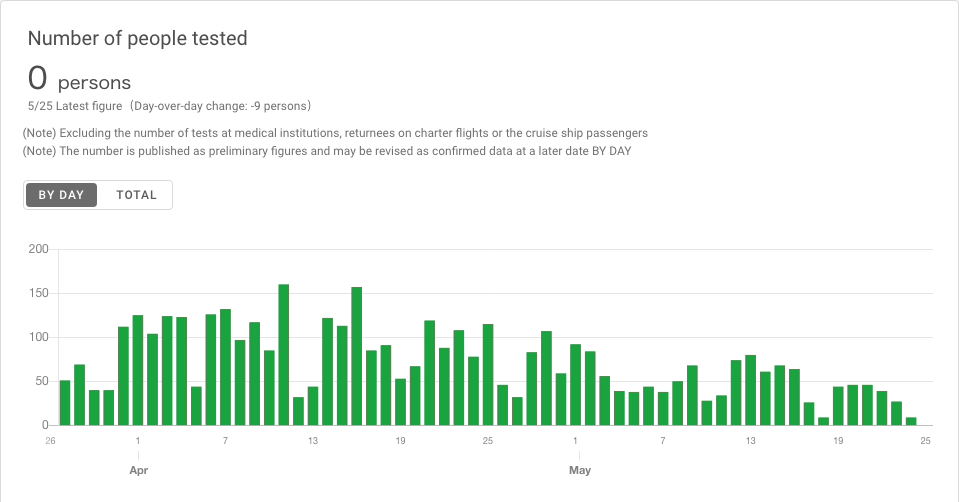 Number of people tested
0 persons
5/25 Latest figure（Day-over-day change: -9 persons）
(Note) Excluding the number of tests at medical institutions, returnees on charter flights or the cruise ship passengers
(Note) The number is published as preliminary figures and may be revised as confirmed data at a later date BY DAY
BY DAY TOTAL
200
150
100
50
0
26 1 7 13 19 25 1 7 13 19 25
Apr May